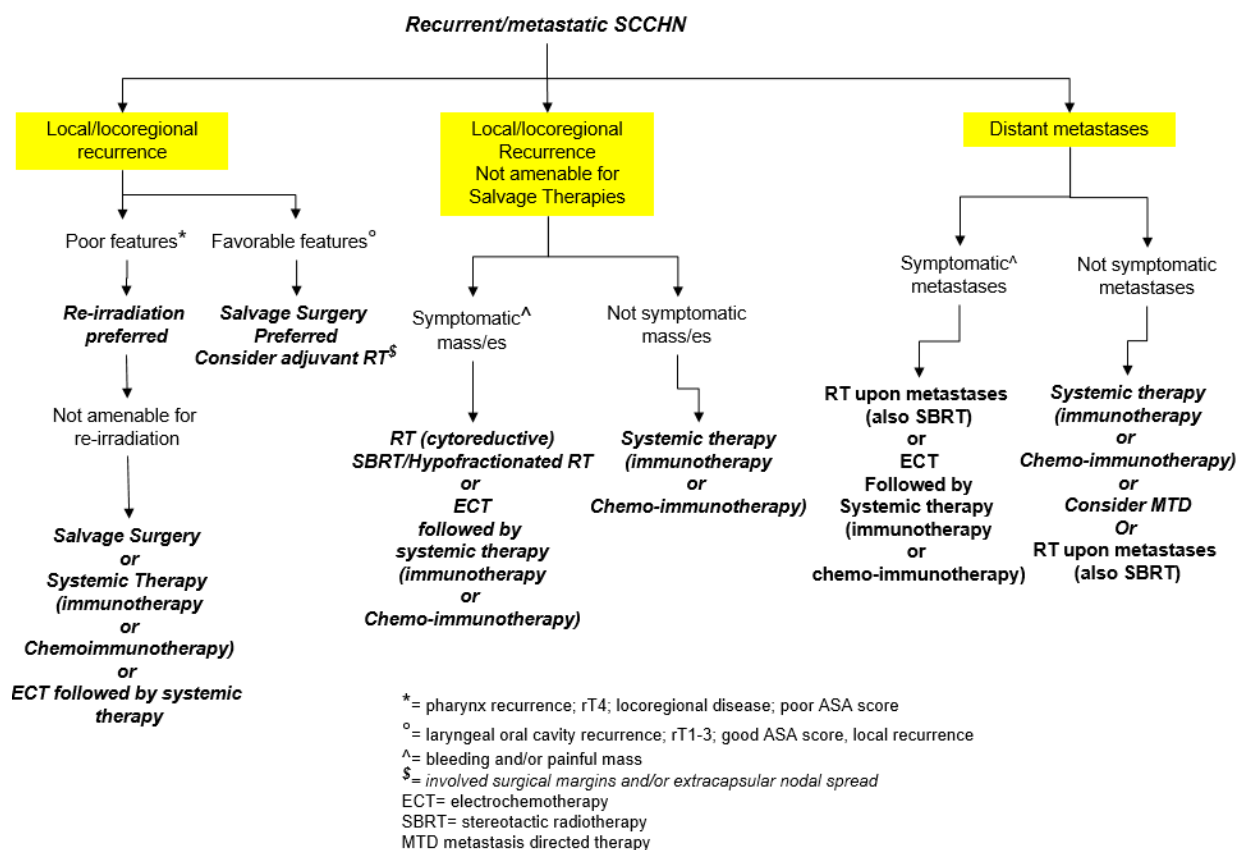 Recurrent/metastatic SCCHN
Local/locoregional
recurrence
Poor features*
Favorable features°
Re-irradiation
preferred
Salvage Surgery
Preferred
Consider adjuvant RT$
Not amenable for
re-irradiation
Salvage Surgery
or
Systemic Therapy
(immunotherapy
or
Chemoimmunotherapy)
or
ECT followed by systemic
therapy
Local/locoregional
Recurrence
Not amenable for
Salvage Therapies
Symptomatic^
mass/es
Not symptomatic
mass/es
RT (cytoreductive)
SBRT/Hypofractionated RT
or
ECT
followed by
systemic therapy
(immunotherapy
or
Chemo-immunotherapy)
Systemic therapy
(immunotherapy
or
Chemo-immunotherapy)
Distant metastases
Symptomatic^
metastases
Not symptomatic
metastases
RT upon metastases
(also SBRT)
or
ECT
Followed by
Systemic therapy
(immunotherapy
or
chemo-immunotherapy)
Systemic therapy
(immunotherapy
or
Chemo-immunotherapy)
or
Consider MTD
Or
RT upon metastases
(also SBRT)
*= pharynx recurrence; rT4; locoregional disease; poor ASA score
°= laryngeal oral cavity recurrence; rT1-3; good ASA score, local recurrence
^= bleeding and/or painful mass
$= involved surgical margins and/or extracapsular nodal spread
ECT= electrochemotherapy
SBRT= stereotactic radiotherapy
MTD metastasis directed therapy